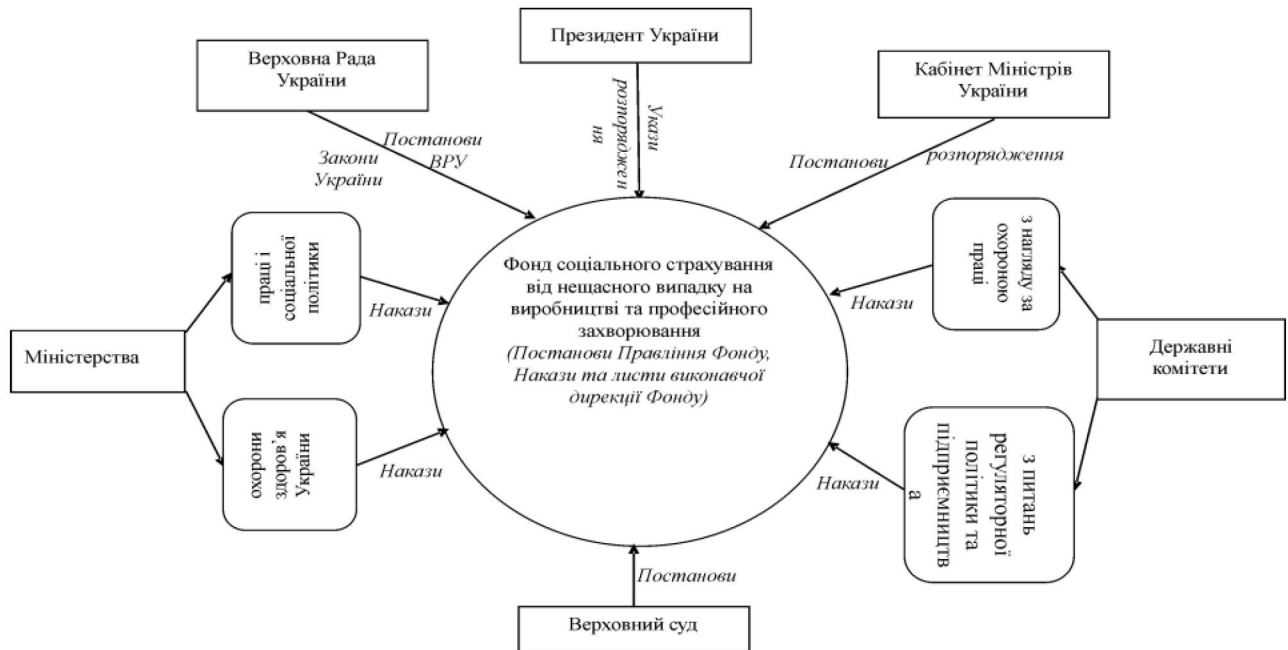 Президент України
Верховна Рада
України
Кабінет Міністрів
України
Укази
розпоряджен
ня
Постанови
ВРУ
Закони
України
Постанови
розпорядження
праці і
соціальної
політики
Накази
Фонд соціального страхування
від нещасного випадку на
виробництві та професійного
захворювання
(Постанови Правління Фонду,
Накази та листи виконавчої
дирекції Фонду)
з нагляду за
охороною
праці
Накази
Міністерства
Державні
комітети
охорони
здоров’я
України
Накази
з питань
регуляторної
політики та
підприємництв
а
Накази
Постанови
Верховний суд